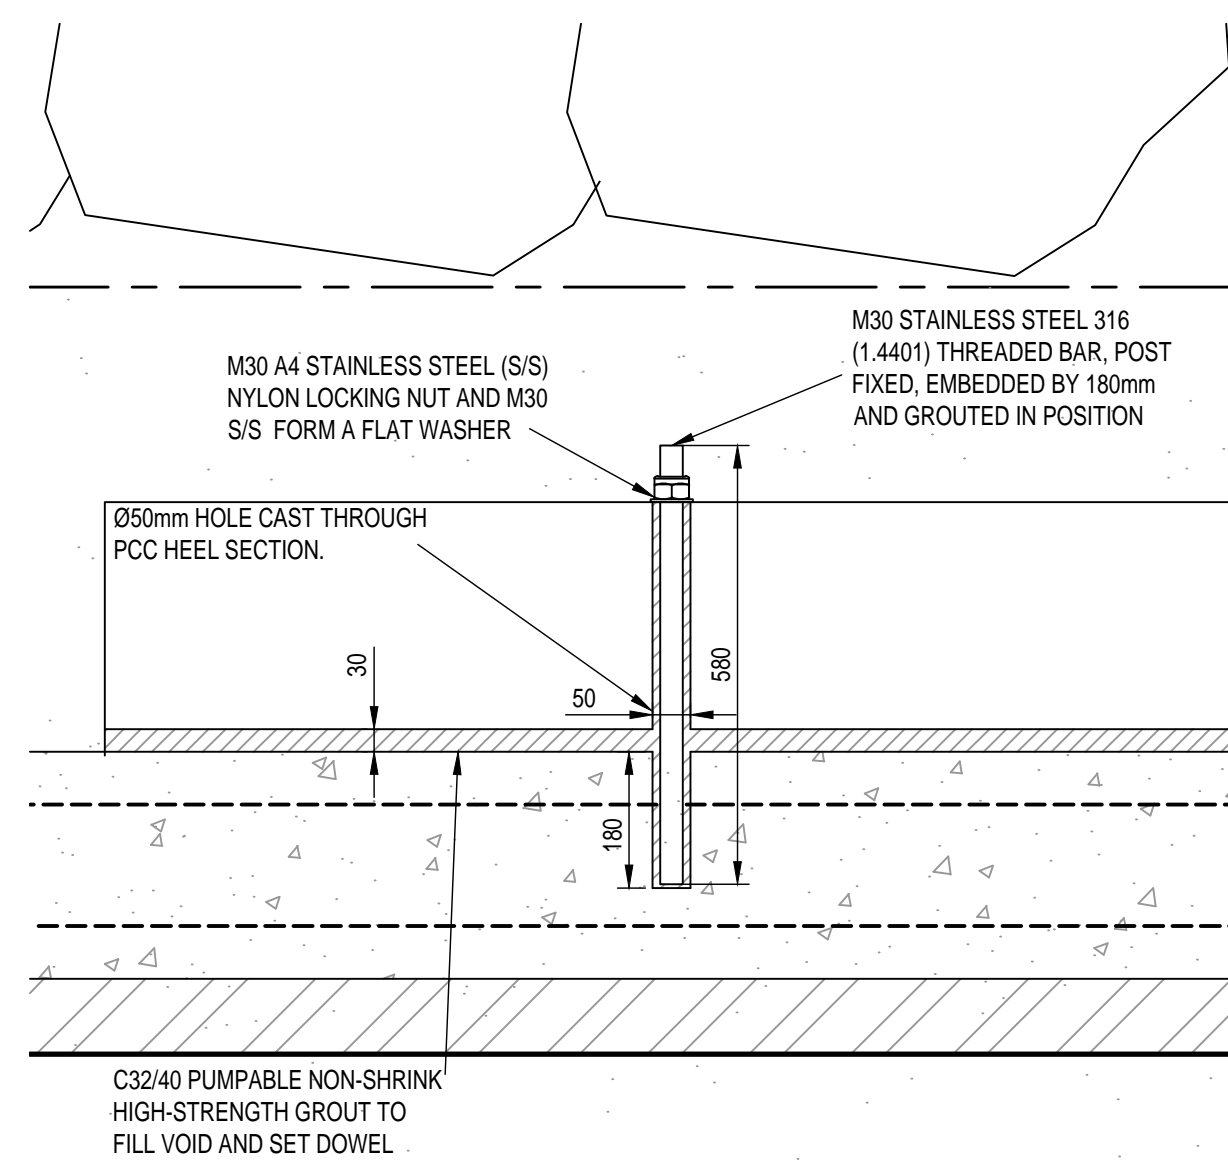 M30 STAINLESS STEEL 316
(1.4401) THREADED BAR, POST
FIXED, EMBEDDED BY 180mm
AND GROUTED IN POSITION
M30 A4 STAINLESS STEEL (S/S)
NYLON LOCKING NUT AND M30
S/S FORM A FLAT WASHER
Ø50mm HOLE CAST THROUGH
PCC HEEL SECTION.
30
50
580
180
C32/40 PUMPABLE NON-SHRINK
HIGH-STRENGTH GROUT TO
FILL VOID AND SET DOWEL